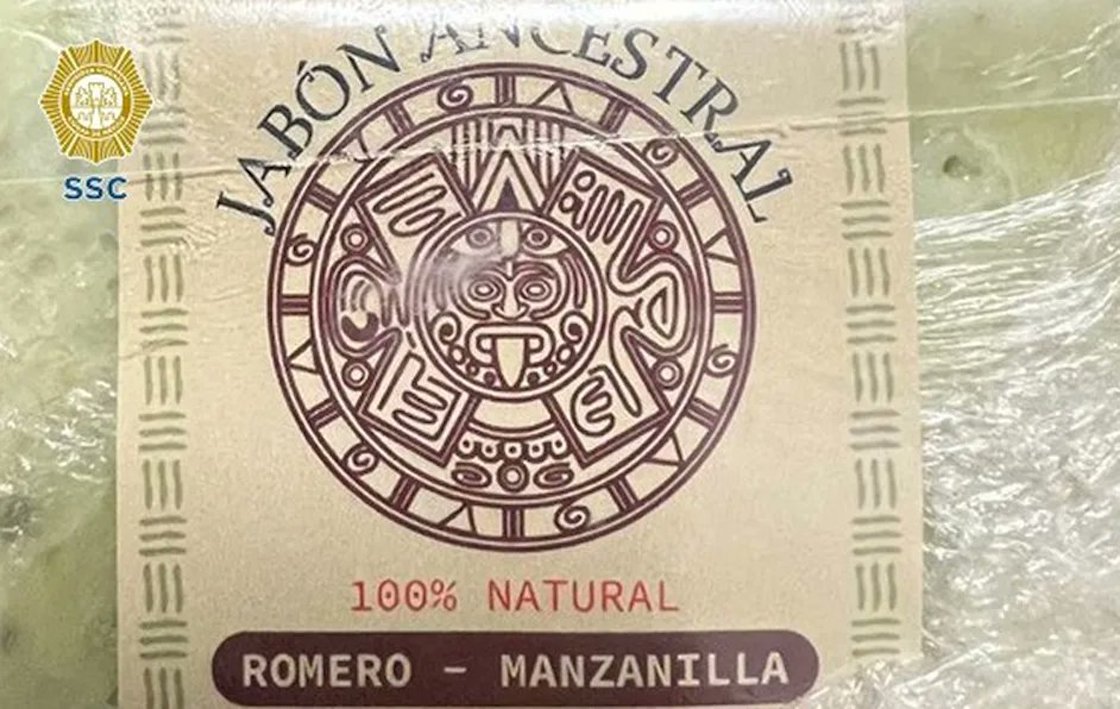 SSC
JABÓN ANCESTRAL
100% NATURAL
ROMERO - MANZANILLA